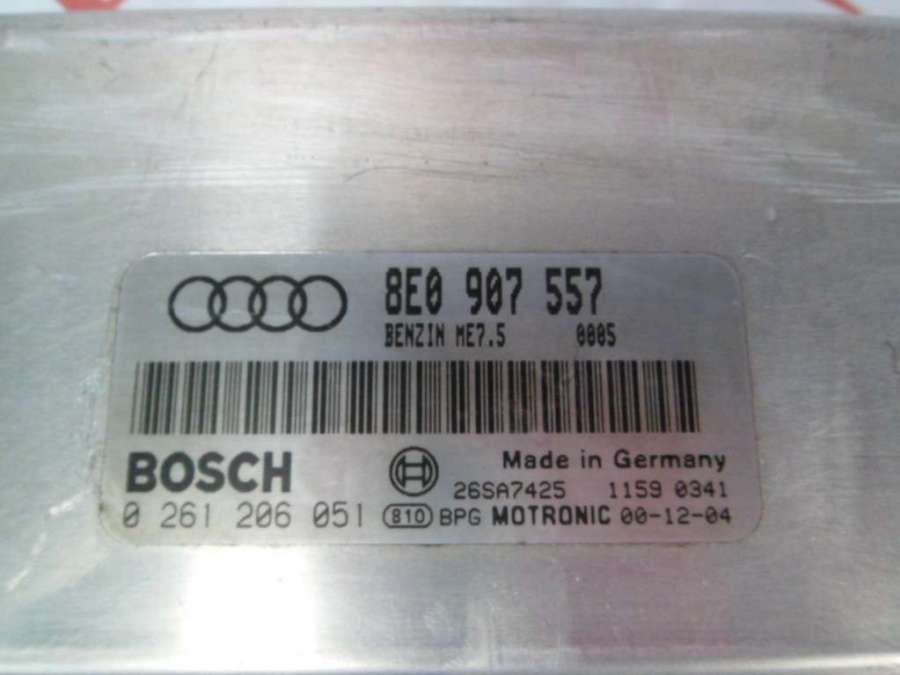 8E0 907 557
BENZIN ME7.5 0005
BOSCH
Made in Germany
26SA7425 1159 0341
0 261 206 051 810 BPG MOTRONIC 00-12-04